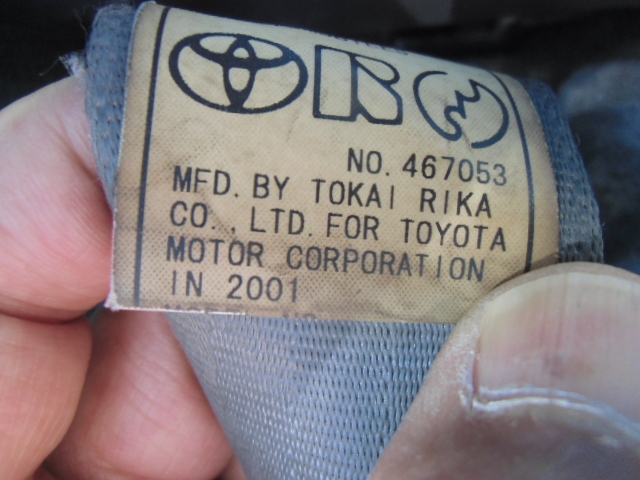 NO. 467053
MFD. BY TOKAI RIKA
CO., LTD. FOR TOYOTA
MOTOR CORPORATION
IN 2001